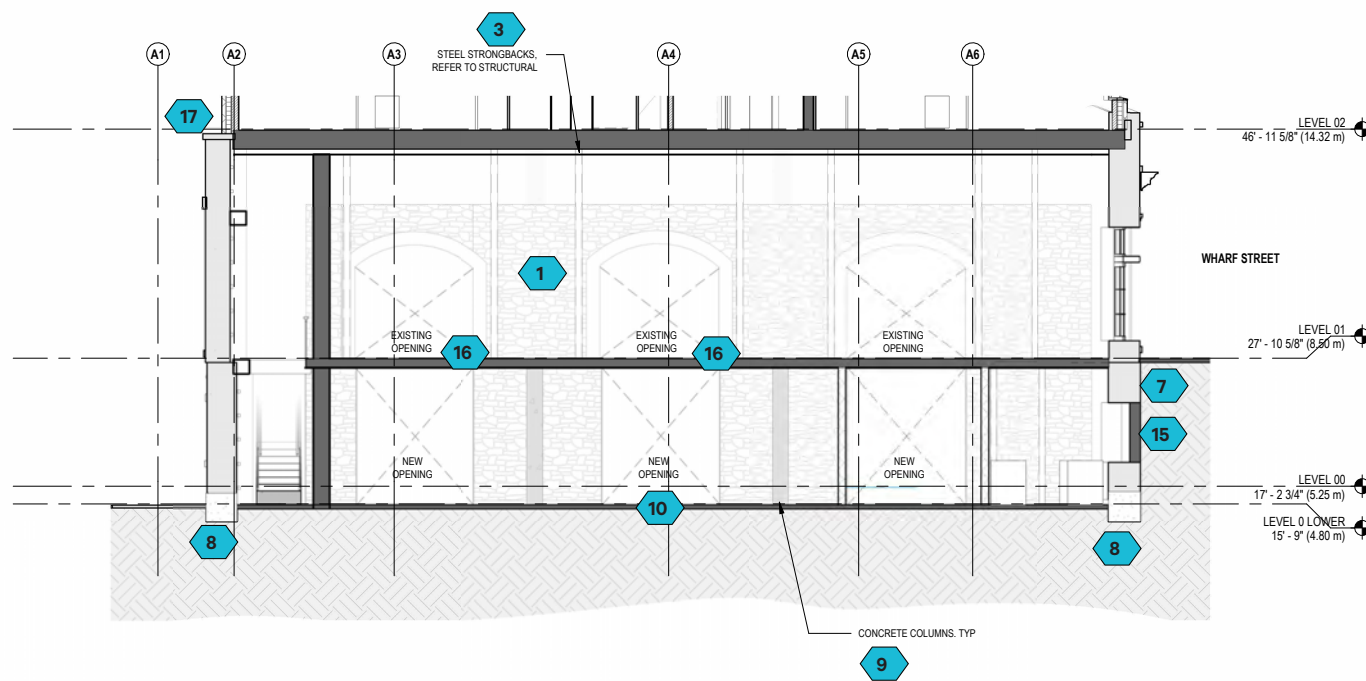 3
STEEL STRONGBACKS,
REFER TO STRUCTURAL
A1
A2
A3
A4
A5
A6
17
LEVEL 02
46' - 11 5/8" (14.32 m)
1
WHARF STREET
EXISTING
OPENING
16
EXISTING
OPENING
16
EXISTING
OPENING
LEVEL 01
27' - 10 5/8" (8.50 m)
7
15
NEW
OPENING
NEW
OPENING
NEW
OPENING
LEVEL 00
17' - 2 3/4" (5.25 m)
10
LEVEL 0 LOWER
15' - 9" (4.80 m)
8
8
CONCRETE COLUMNS. TYP
9